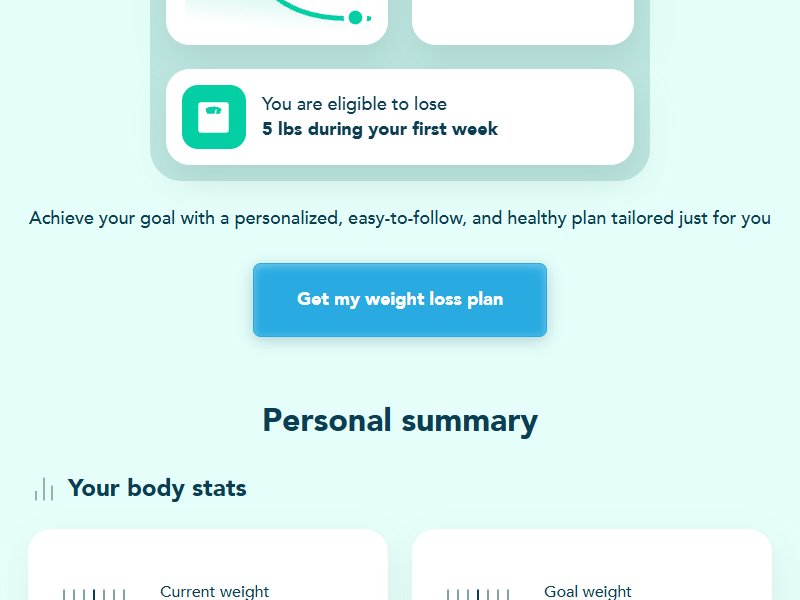 You are eligible to lose
5 lbs during your first week
Achieve your goal with a personalized, easy-to-follow, and healthy plan tailored just for you
Get my weight loss plan
Personal summary
Your body stats
Current weight
Goal weight